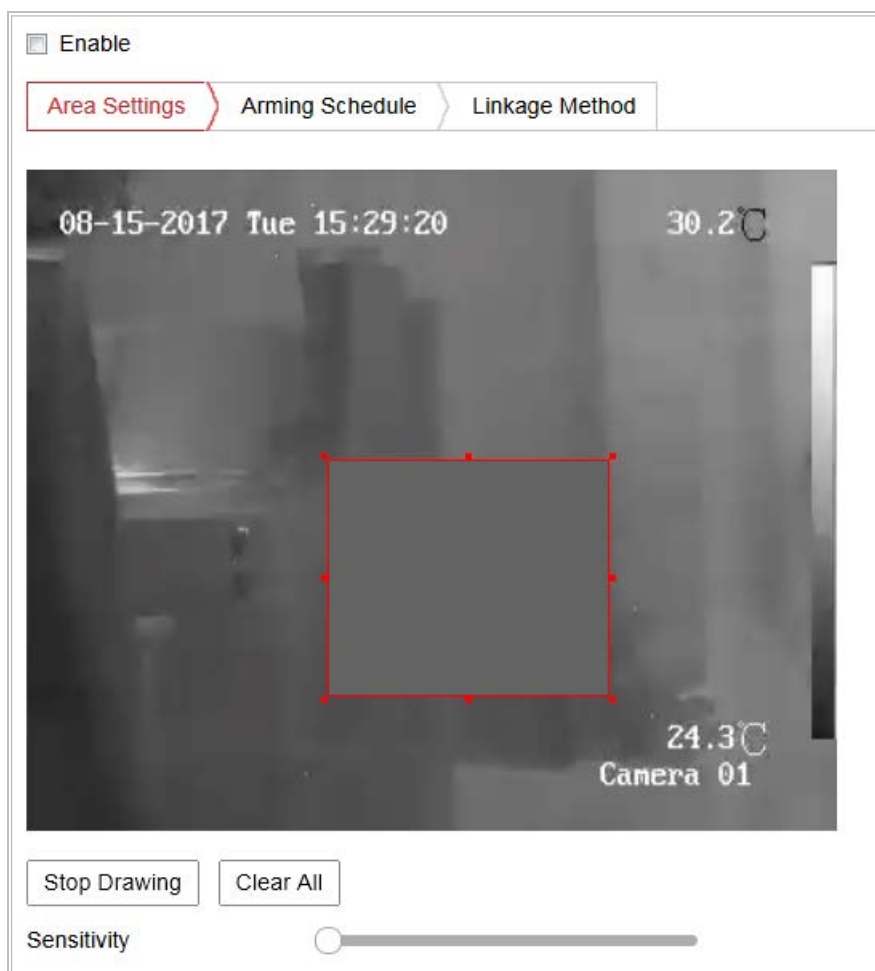 Enable
Area Settings Arming Schedule Linkage Method
08-15-2017 Tue 15:29:20 30.2℃
24.3℃
Camera 01
Stop Drawing Clear All
Sensitivity